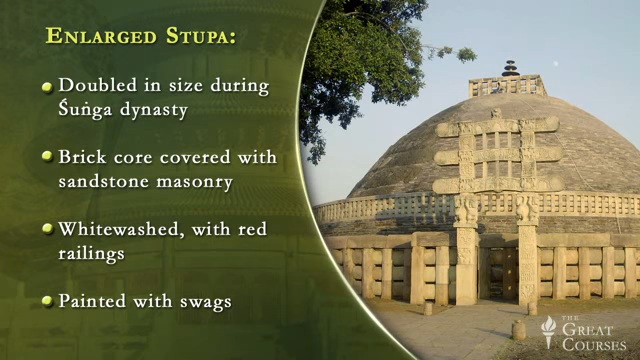 Enlarged Stupa:
Doubled in size during
Śuṅga dynasty
Brick core covered with
sandstone masonry
Whitewashed, with red
railings
Painted with swags
THE
GREAT
COURSES